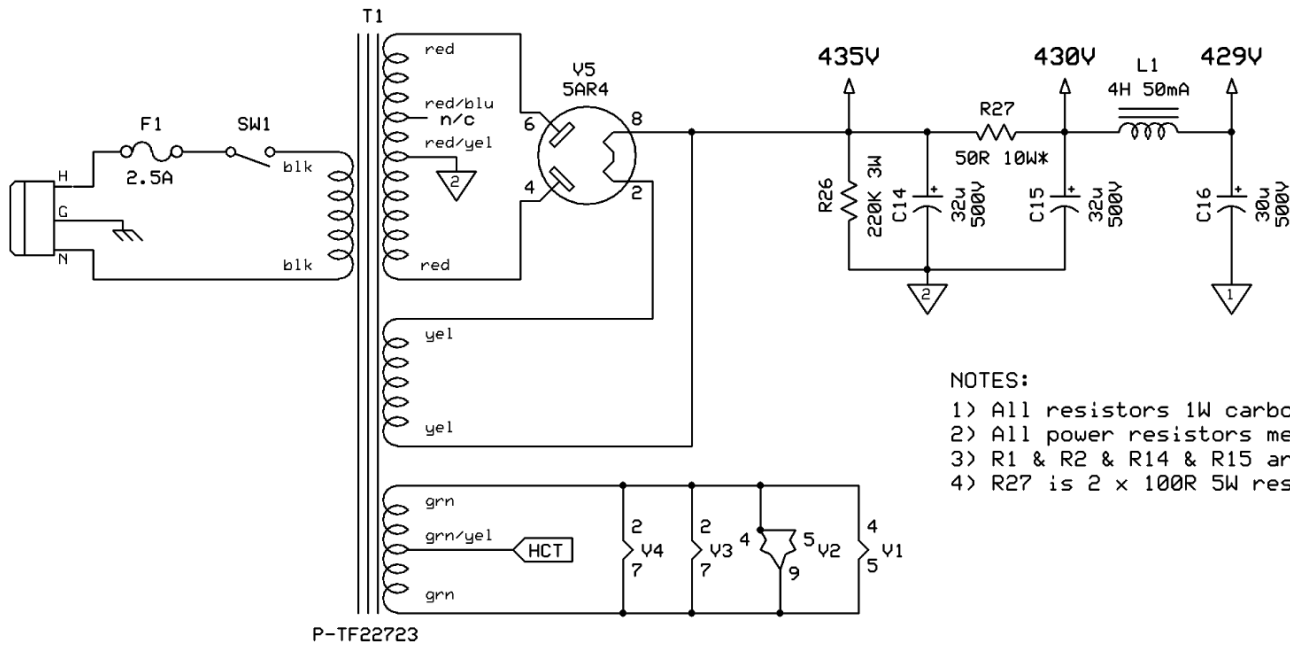 T1
red
435V
430V
L1
429V
V5
5AR4
4H 50mA
red/blu
n/c
8
R27
F1
SW1
6
red/yel
50R 10W*
2.5A
blk
H
2
4
2
R26
220K 3W
C14
+
32u
500V
C15
+
32u
500V
C16
+
30u
500V
G
N
blk
red
2
1
yel
NOTES:
1) All resistors 1W carbo
2) All power resistors me
3) R1 & R2 & R14 & R15 ar
4) R27 is 2 x 100R 5W res
yel
grn
2
2
4
grn/yel
4
5
HCT
V4
V3
V2
V1
7
7
9
5
grn
P-TF22723